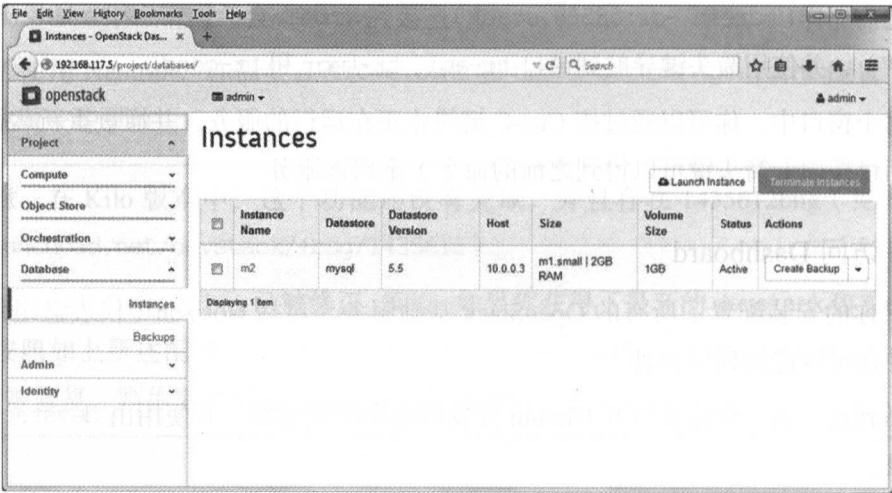 File Edit View History Bookmarks Tools Help
Instances - OpenStack Das... × +
192.168.117.5/project/databases/ Search
openstack admin admin
Project
Compute
Object Store
Orchestration
Database
Instances
Backups
Admin
Identity
Instances
Launch Instance Terminate Instances
Instance Name Datastore Datastore Version Host Size Volume Size Status Actions
m2 mysql 5.5 10.0.0.3 m1.small | 2GB RAM 1GB Active Create Backup
Displaying 1 item